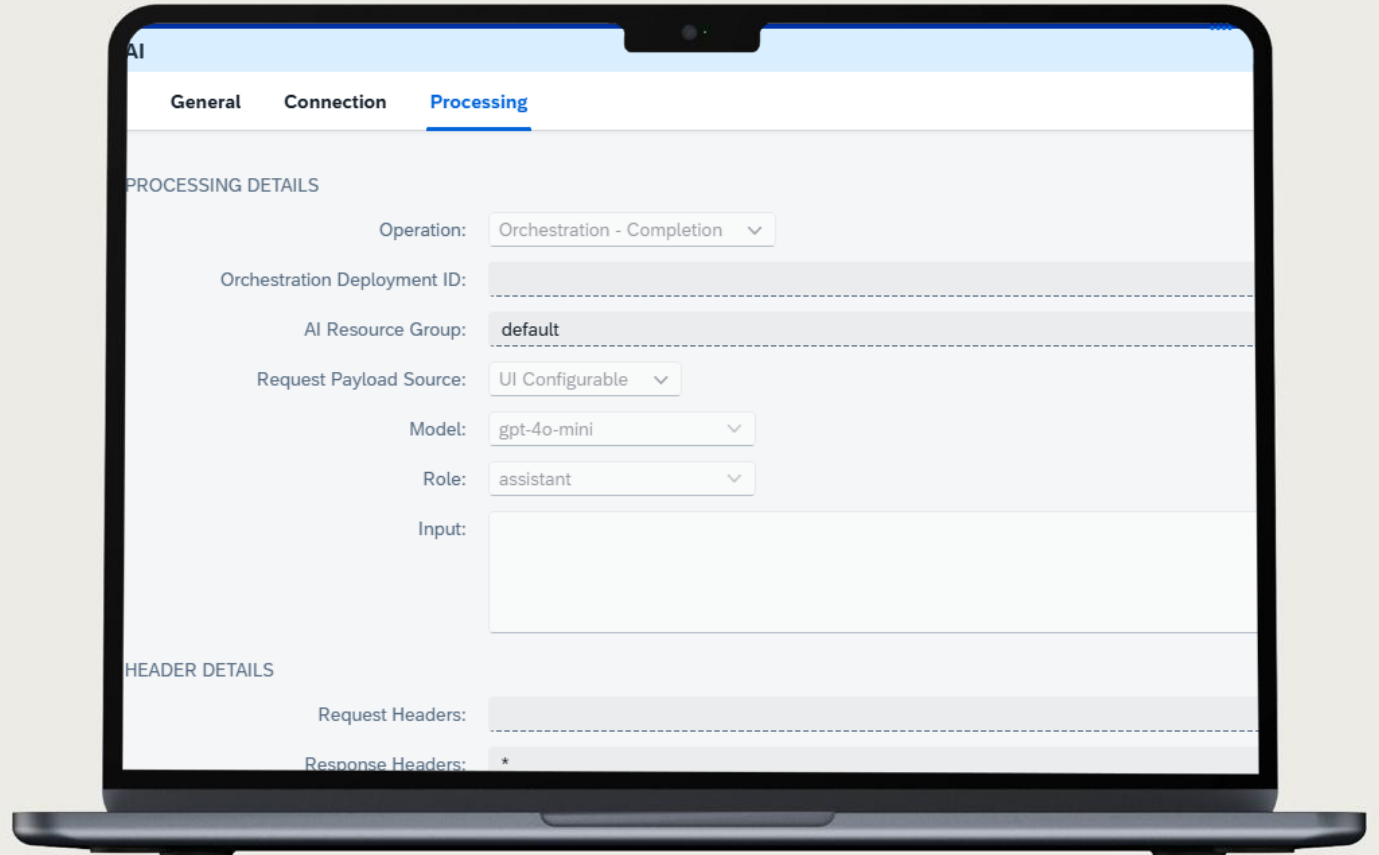 AI
General Connection Processing
PROCESSING DETAILS
Operation: Orchestration - Completion
Orchestration Deployment ID:
AI Resource Group: default
Request Payload Source: UI Configurable
Model: gpt-4o-mini
Role: assistant
Input:
HEADER DETAILS
Request Headers:
Response Headers: *